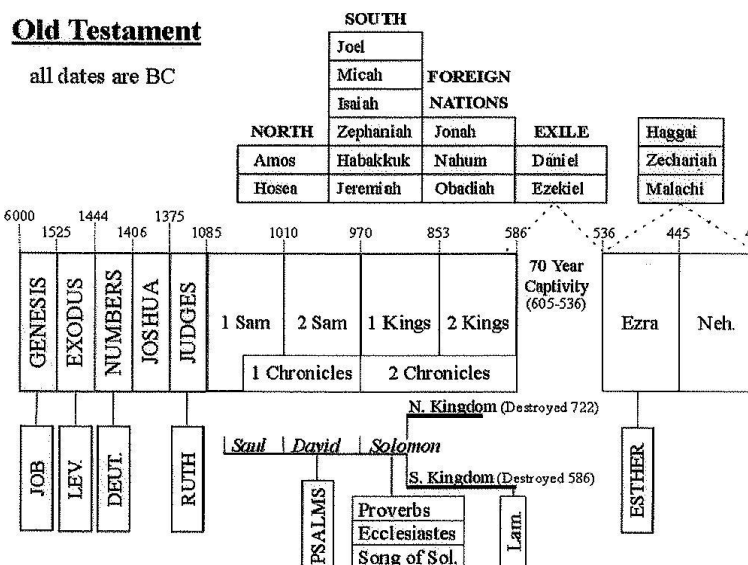 Old Testament
all dates are BC
SOUTH
Joel
Micah
Isaiah
Zephaniah
Habakkuk
Jeremiah
FOREIGN
NATIONS
Jonah
Nahum
Obadiah
NORTH
Amos
Hosea
EXILE
Daniel
Ezekiel
Haggai
Zechariah
Malachi
6000
1525
1444
1406
1375
1085
1010
970
853
586
536
445
4
GENESIS
EXODUS
NUMBERS
JOSHUA
JUDGES
1 Sam
2 Sam
1 Kings
2 Kings
1 Chronicles
2 Chronicles
70 Year
Captivity
(605-536)
Ezra
Neh.
JOB
LEV.
DEUT.
RUTH
Saul
David
Solomon
N. Kingdom (Destroyed 722)
S. Kingdom (Destroyed 586)
PSALMS
Proverbs
Ecclesiastes
Song of Sol.
Lam.
ESTHER